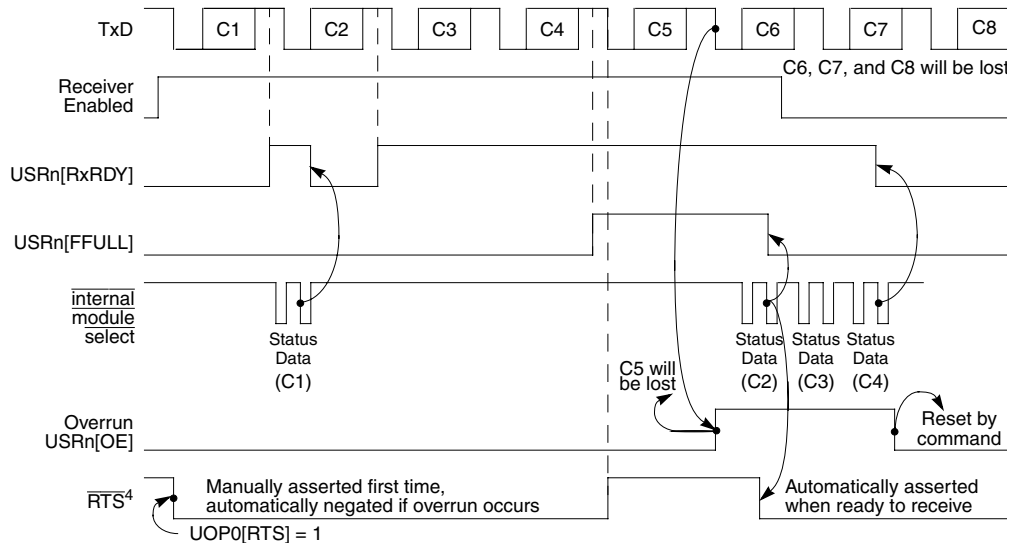 TxD
C1
C2
C3
C4
C5
C6
C7
C8
C6, C7, and C8 will be lost
Receiver
Enabled
USRn[RxRDY]
USRn[FFULL]
internal
module
select
Status
Data
(C1)
Status
Data
(C2)
Status
Data
(C3)
Status
Data
(C4)
C5 will
be lost
Overrun
USRn[OE]
Reset by
command
RTS4
Manually asserted first time,
automatically negated if overrun occurs
Automatically asserted
when ready to receive
UOP0[RTS] = 1